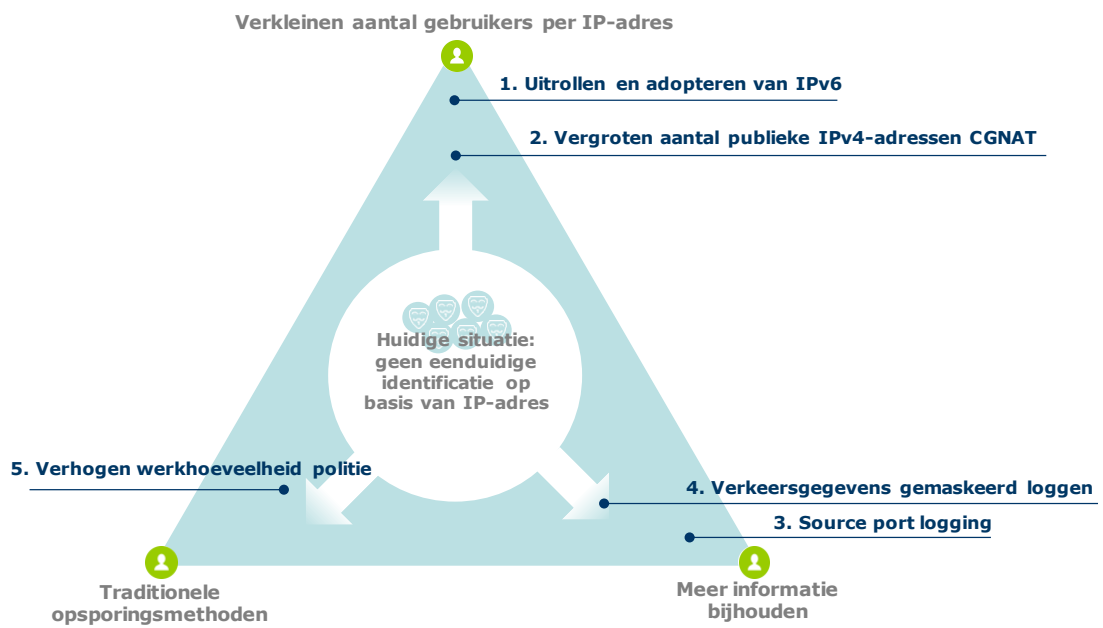 Verkleinen aantal gebruikers per IP-adres
1. Uitrollen en adopteren van IPv6
2. Vergroten aantal publieke IPv4-adressen CGNAT
Huidige situatie:
geen eenduidige
identificatie op
basis van IP-adres
5. Verhogen werkhoeveelheid politie
4. Verkeersgegevens gemaskeerd loggen
3. Source port logging
Traditionele
opsporingsmethoden
Meer informatie
bijhouden